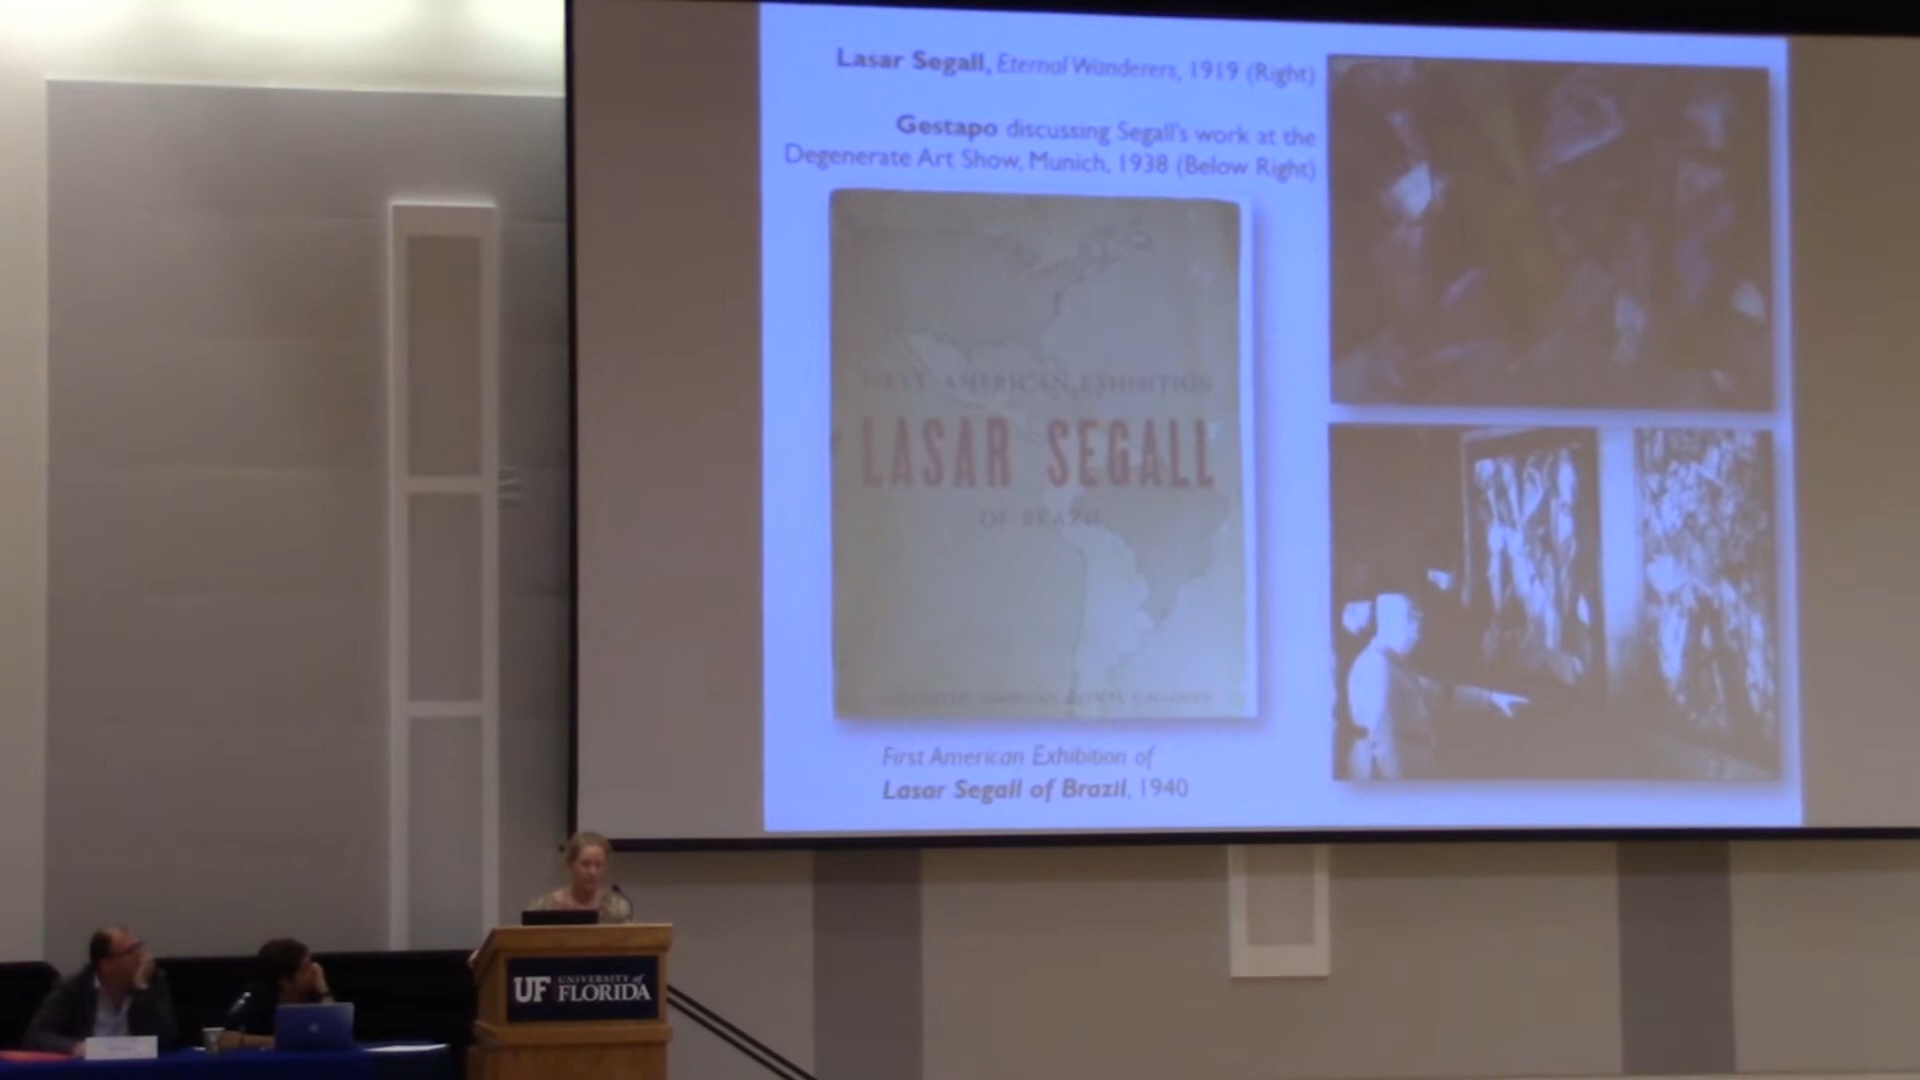 Lasar Segall, Eternal Wanderers, 1919 (Right)
Gestapo discussing Segall's work at the
Degenerate Art Show, Munich, 1938 (Below Right)
FIRST AMERICAN EXHIBITION
LASAR SEGALL
OF BRAZIL
First American Exhibition of
Lasar Segall of Brazil, 1940
UF UNIVERSITY of
FLORIDA